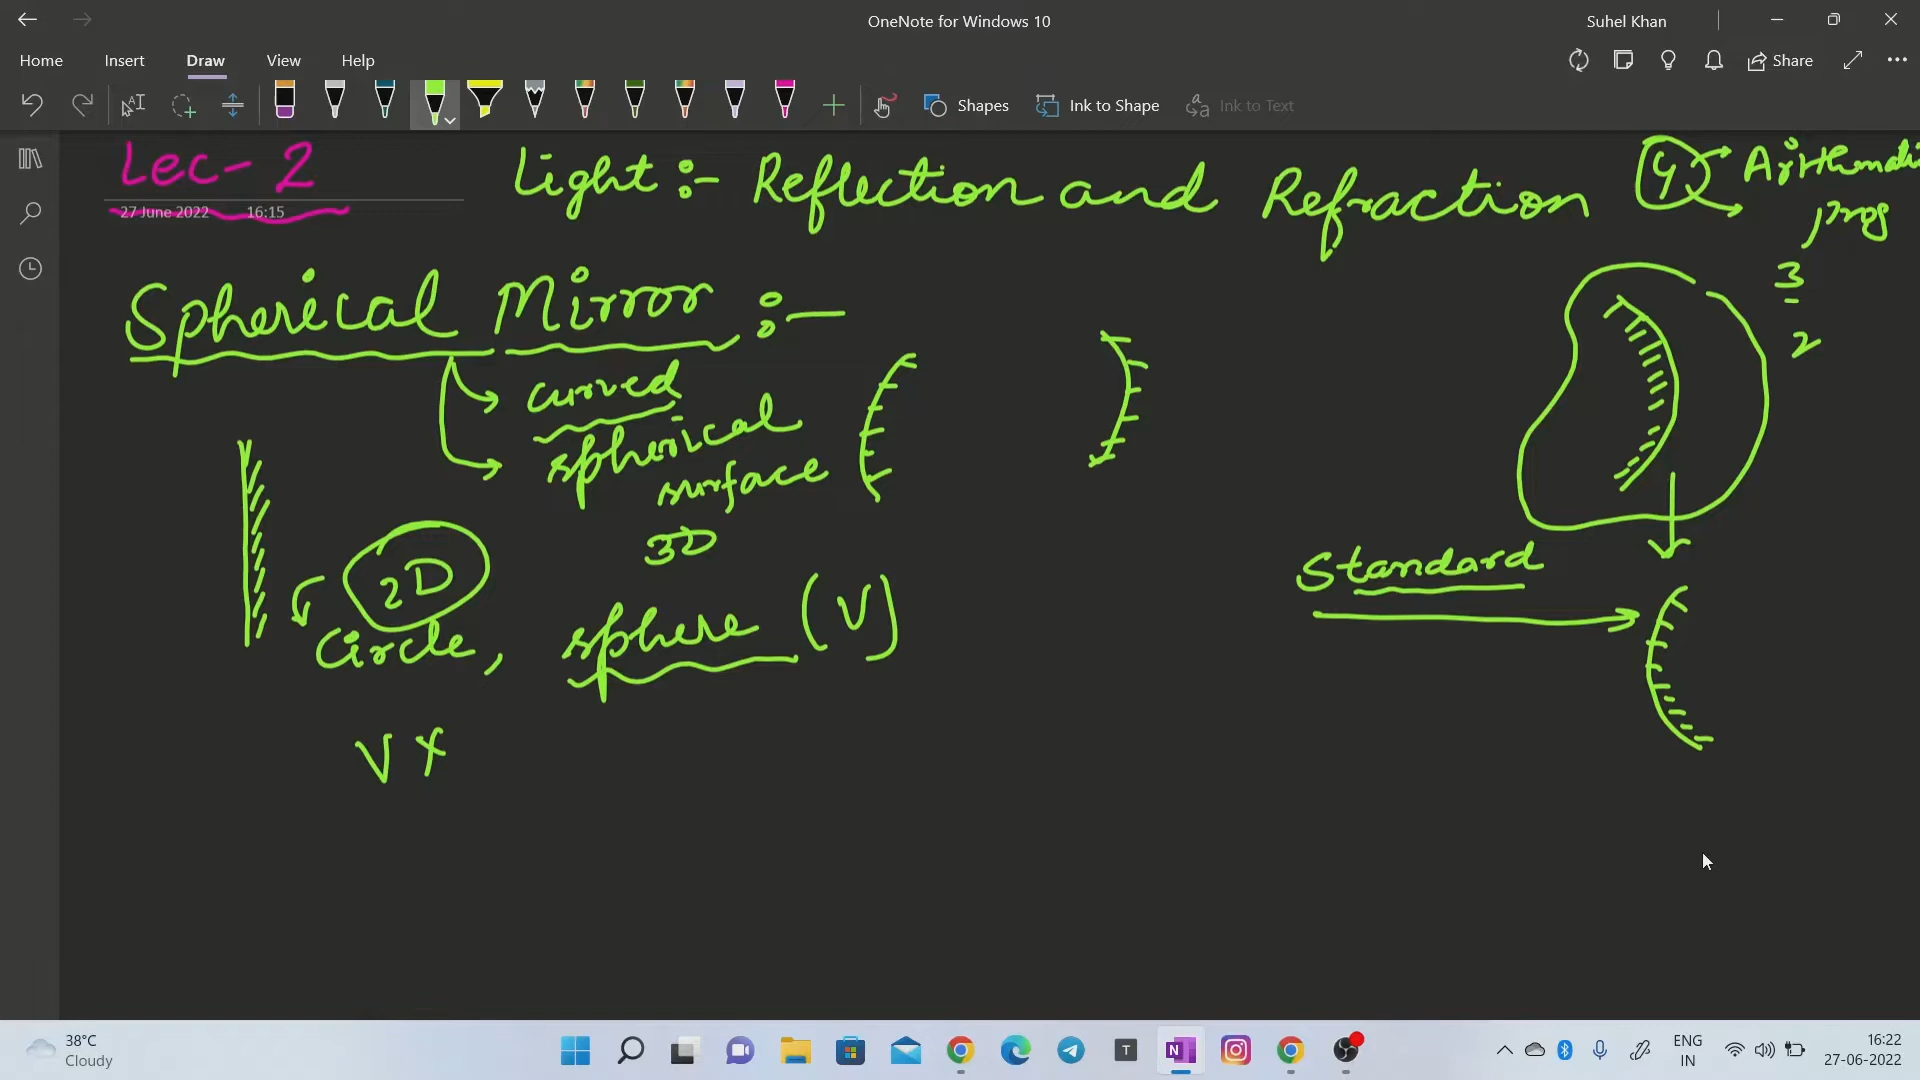 OneNote for Windows 10
Suhel Khan
Home Insert Draw View Help
Share
Shapes Ink to Shape Ink to Text
Lec-2
27 June 2022 16:15
Light :- Reflection and Refraction
Spherical Mirror :-
curved
spherical
surface
3D
2D
Circle, sphere (V)
V X
Standard
3
2
38°C
Cloudy
T
N
ENG
IN
16:22
27-06-2022